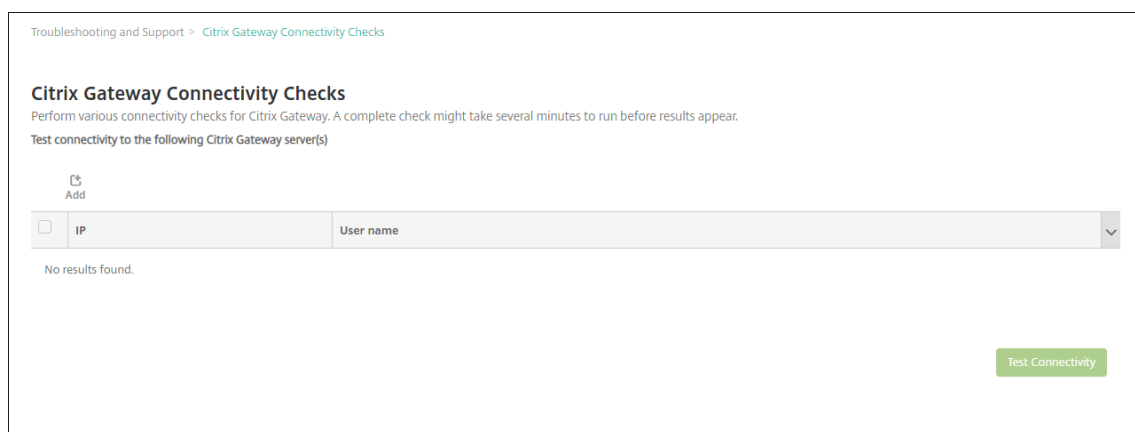 Troubleshooting and Support > Citrix Gateway Connectivity Checks
Citrix Gateway Connectivity Checks
Perform various connectivity checks for Citrix Gateway. A complete check might take several minutes to run before results appear.
Test connectivity to the following Citrix Gateway server(s)
Add
IP User name
No results found.
Test Connectivity